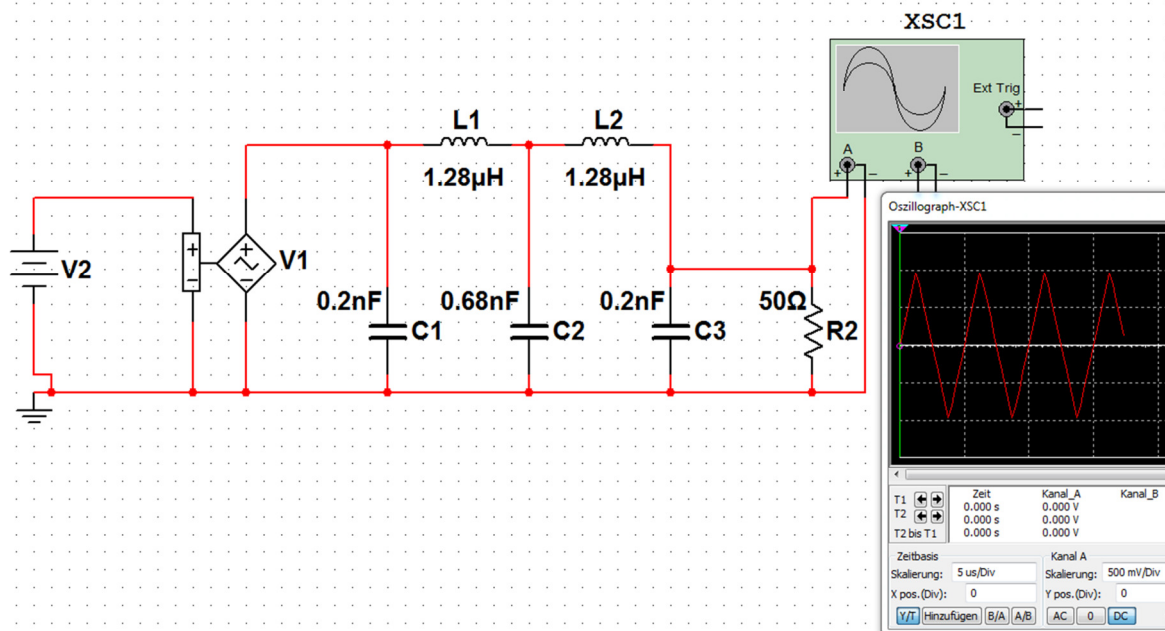 XSC1
Ext Trig
+
−
A
B
+
−
+
−
L1
L2
1.28µH
1.28µH
Oszillograph-XSC1
V2
+
−
+
−
V1
0.2nF
0.68nF
0.2nF
50Ω
C1
C2
C3
R2
T1
T2
T2 bis T1
Zeit
Kanal_A
Kanal_B
0.000 s
0.000 V
0.000 s
0.000 V
0.000 s
0.000 V
Zeitbasis
Kanal A
Skalierung:
5 us/Div
Skalierung:
500 mV/Div
X pos.(Div):
0
Y pos.(Div):
0
Y/T
Hinzufügen
B/A
A/B
AC
0
DC